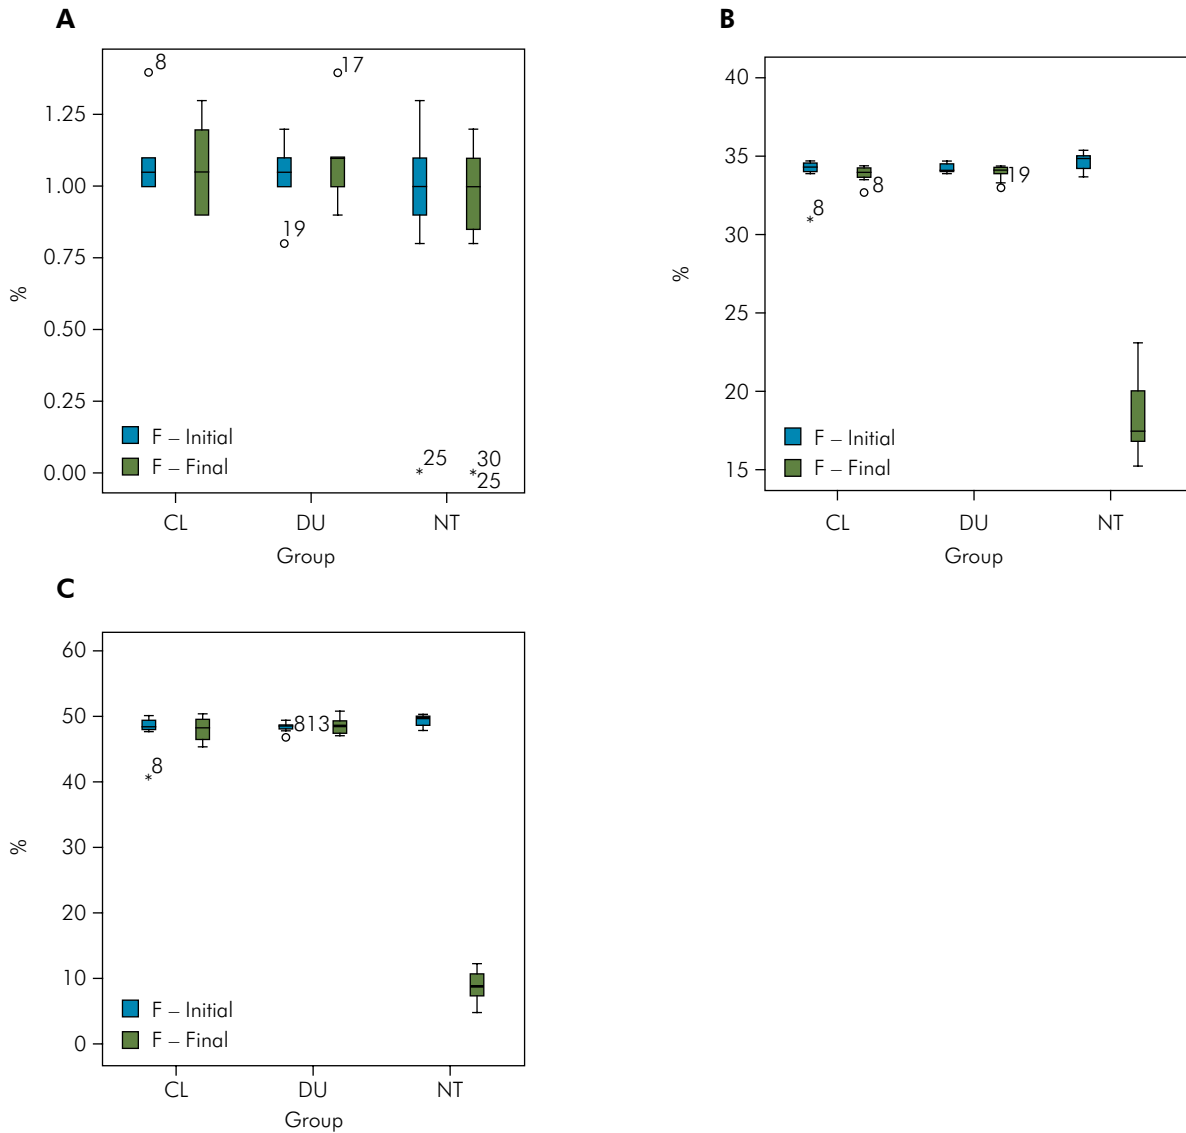 A
8
17
1.25
1.00
19
0.75
%
0.50
0.25
F – Initial
25
30
F – Final
25
0.00
CL
DU
NT
Group
B
40
35
19
8
8
30
%
25
20
F – Initial
F – Final
15
CL
DU
NT
Group
C
60
50
813
8
40
30
%
20
10
F – Initial
F – Final
0
CL
DU
NT
Group